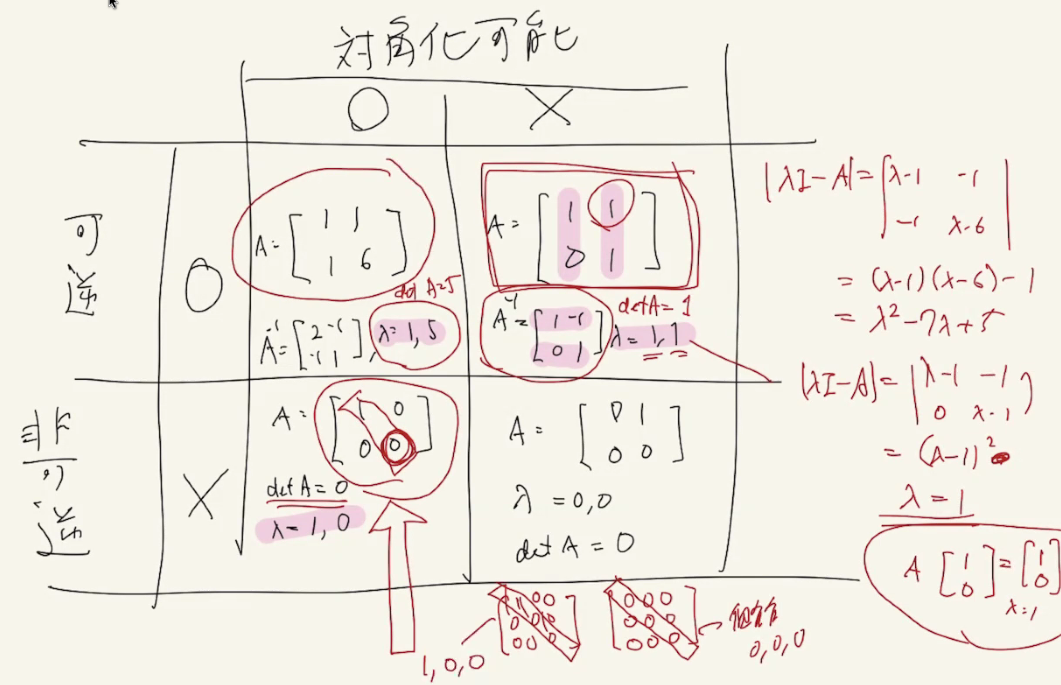 対角化可能
○ ×
可逆
○
A = [1 1; 1 6]
det A=5
A⁻¹ = [2 -1; -1 1], λ=1,5
A = [1 1; 0 1]
A⁻¹ = [1 -1; 0 1]
det A = 1
λ = 1,1
非可逆
×
A = [1 0; 0 0]
det A = 0
λ = 1, 0
A = [0 1; 0 0]
λ = 0,0
det A = 0
[1 0 0; 0 0 0; 0 0 0]
1,0,0
[0 0 0; 0 0 0; 0 0 0]
0,0,0
|λI-A| = |λ-1 -1; -1 λ-6|
= (λ-1)(λ-6)-1
= λ²-7λ+5
|λI-A| = |λ-1 -1; 0 λ-1|
= (λ-1)²
λ = 1
A [1; 0] = [1; 0]
λ=1